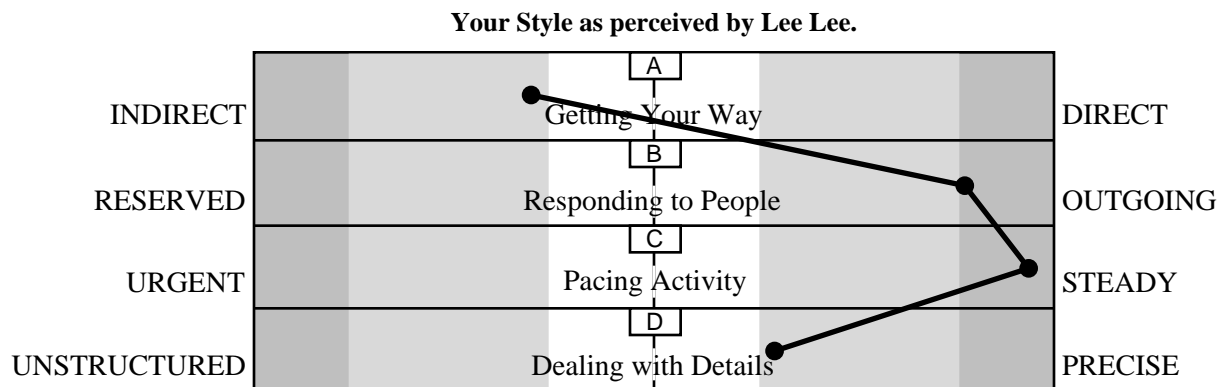 Your Style as perceived by Lee Lee.
A
INDIRECT Getting Your Way DIRECT
B
RESERVED Responding to People OUTGOING
C
URGENT Pacing Activity STEADY
D
UNSTRUCTURED Dealing with Details PRECISE